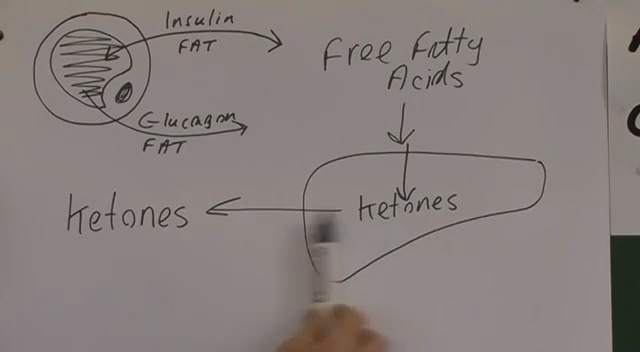 Insulin
FAT
Free Fatty
Acids
Glucagon
FAT
Ketones
Ketones